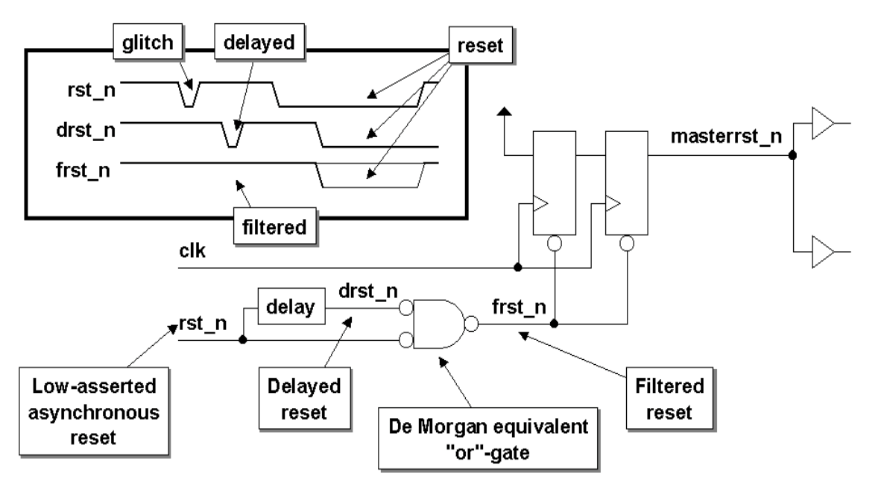 glitch
delayed
reset
rst_n
drst_n
frst_n
filtered
masterrst_n
clk
rst_n
delay
drst_n
frst_n
Low-asserted
asynchronous
reset
Delayed
reset
De Morgan equivalent
"or"-gate
Filtered
reset